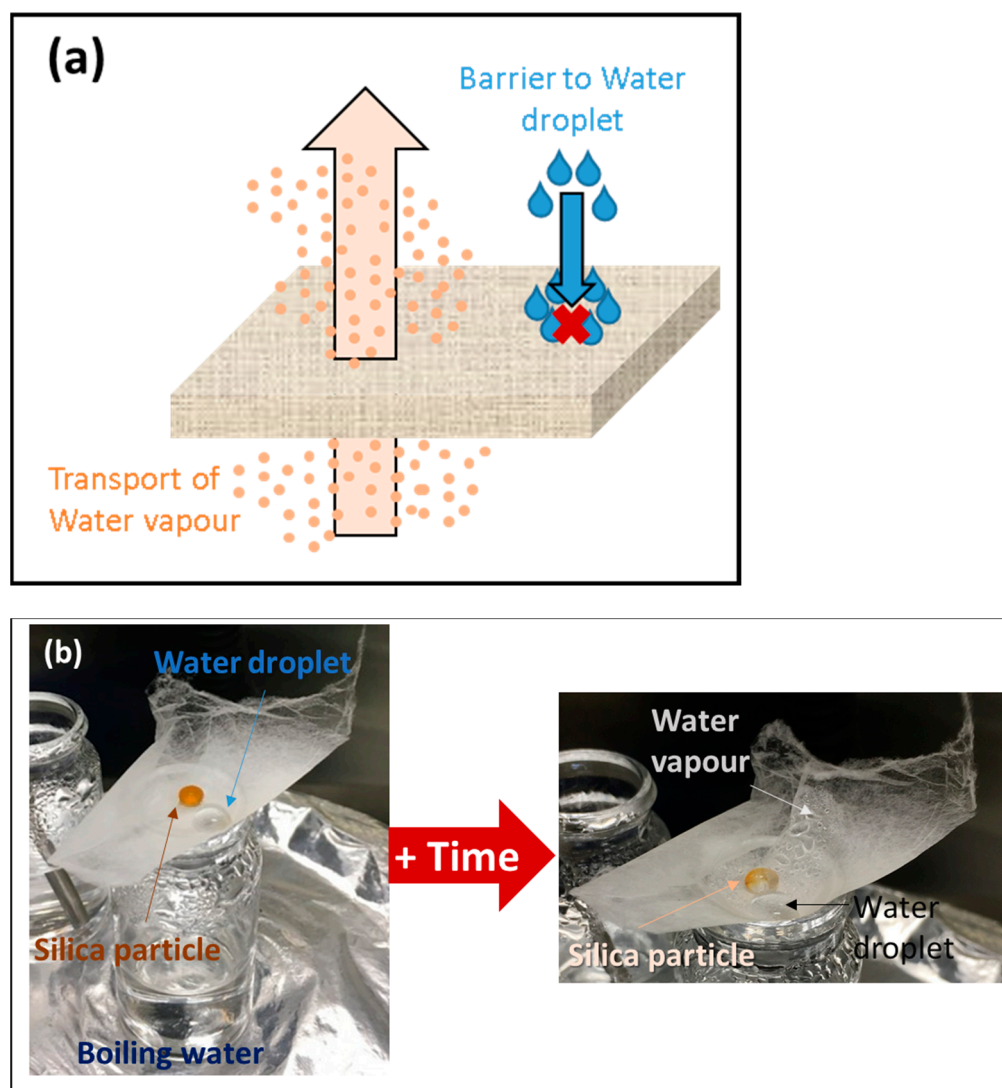 (a)
Barrier to Water
droplet
Transport of
Water vapour
(b)
Water droplet
Silica particle
Boiling water
+ Time
Water
vapour
Silica particle
Water
droplet